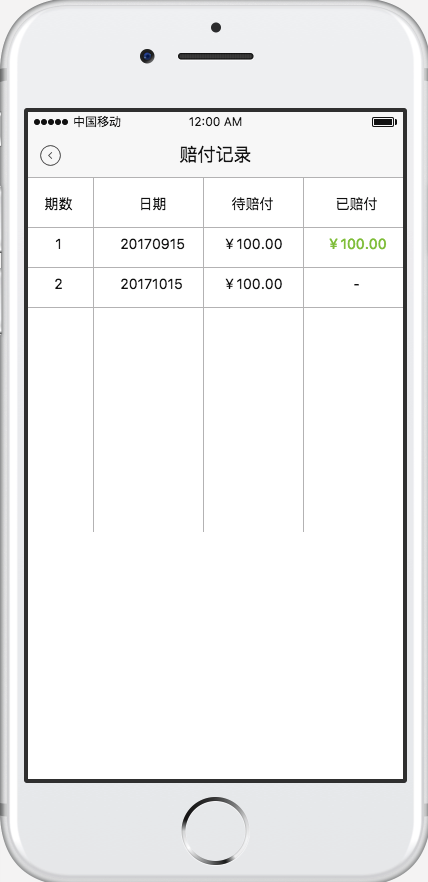 中国移动 12:00 AM
赔付记录
期数 日期 待赔付 已赔付
1 20170915 ￥100.00 ￥100.00
2 20171015 ￥100.00 -